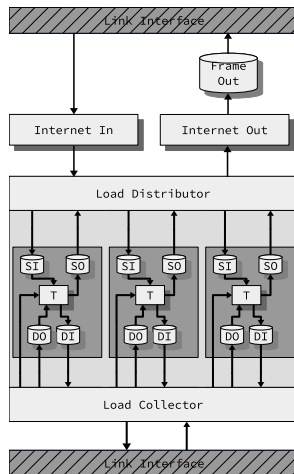 Link Interface
Frame
Out
Internet In
Internet Out
Load Distributor
SI
SO
SI
SO
SI
SO
T
T
T
DO
DI
DO
DI
DO
DI
Load Collector
Link Interface